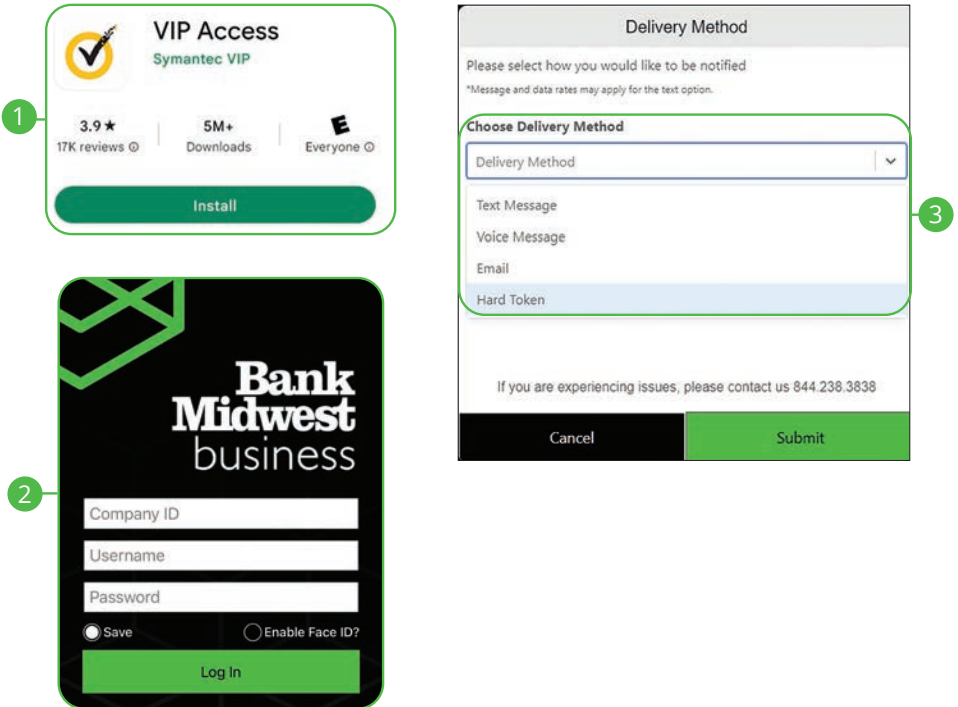 1
VIP Access
Symantec VIP
3.9★ 5M+ E
17K reviews Downloads Everyone
Install
2
Bank
Midwest
business
Company ID
Username
Password
Save Enable Face ID?
Log In
3
Delivery Method
Please select how you would like to be notified
*Message and data rates may apply for the text option.
Choose Delivery Method
Delivery Method
Text Message
Voice Message
Email
Hard Token
If you are experiencing issues, please contact us 844.238.3838
Cancel Submit